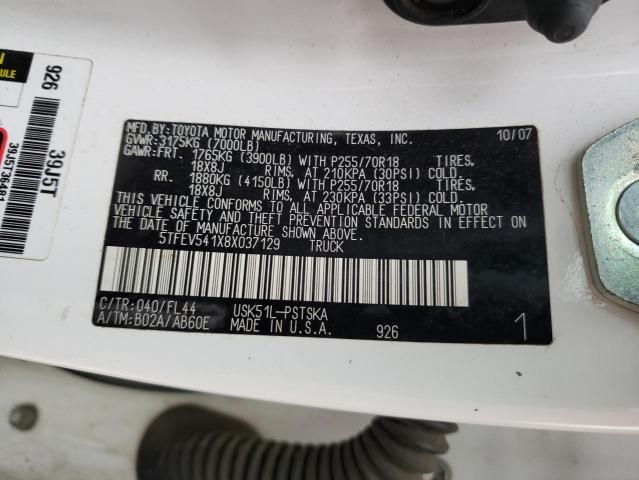 MFD.BY:TOYOTA MOTOR MANUFACTURING, TEXAS, INC. 10/07
GVWR:3175KG (7000LB)
GAWR:FRT. 1765KG (3900LB) WITH P255/70R18 TIRES,
18X8J RIMS, AT 210KPA (30PSI) COLD.
RR. 1880KG (4150LB) WITH P255/70R18 TIRES,
18X8J RIMS, AT 230KPA (33PSI) COLD.
THIS VEHICLE CONFORMS TO ALL APPLICABLE FEDERAL MOTOR
VEHICLE SAFETY AND THEFT PREVENTION STANDARDS IN EFFECT ON
THE DATE OF MANUFACTURE SHOWN ABOVE.
5TFEV541X8X037129 TRUCK
C/TR:040/FL44 USK51L-PSTSKA
A/TM:B02A/AB60E MADE IN U.S.A. 926 1
926 39J5T
39J5T36481